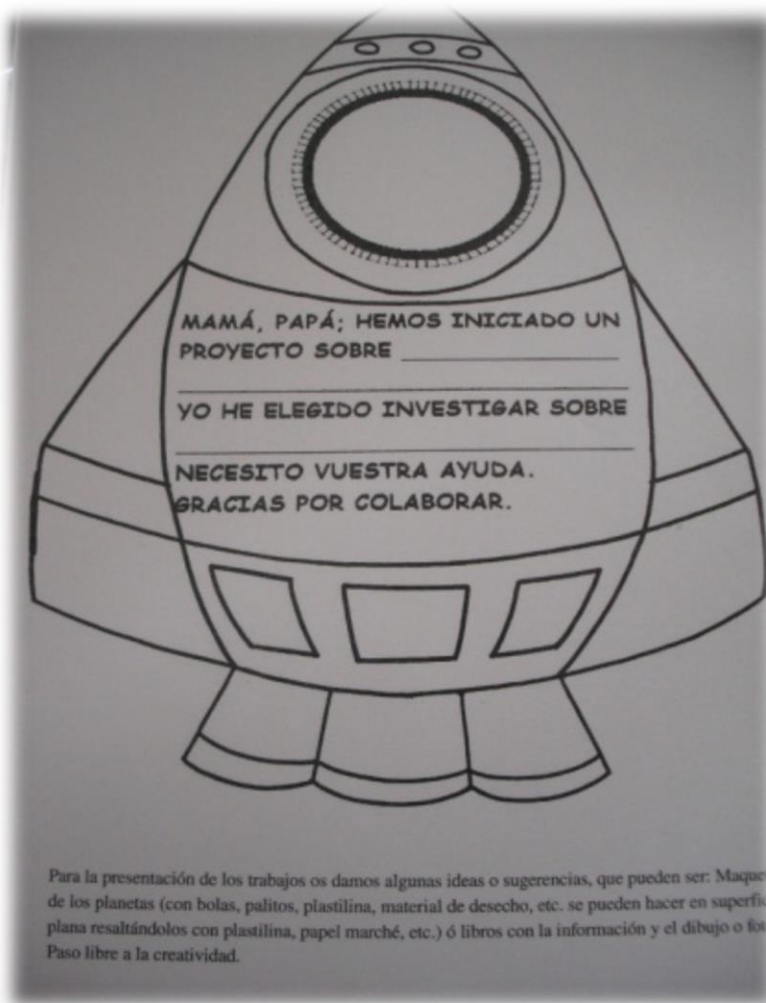 MAMÁ, PAPÁ; HEMOS INICIADO UN
PROYECTO SOBRE
YO HE ELEGIDO INVESTIGAR SOBRE
NECESITO VUESTRA AYUDA.
GRACIAS POR COLABORAR.
Para la presentación de los trabajos os damos algunas ideas o sugerencias, que pueden ser:
de los planetas (con bolas, palitos, plastilina, material de desecho, etc. se pueden hacer en
plana resaltándolos con plastilina, papel marché, etc.) ó libros con la información y el dibujo o
Paso libre a la creatividad.